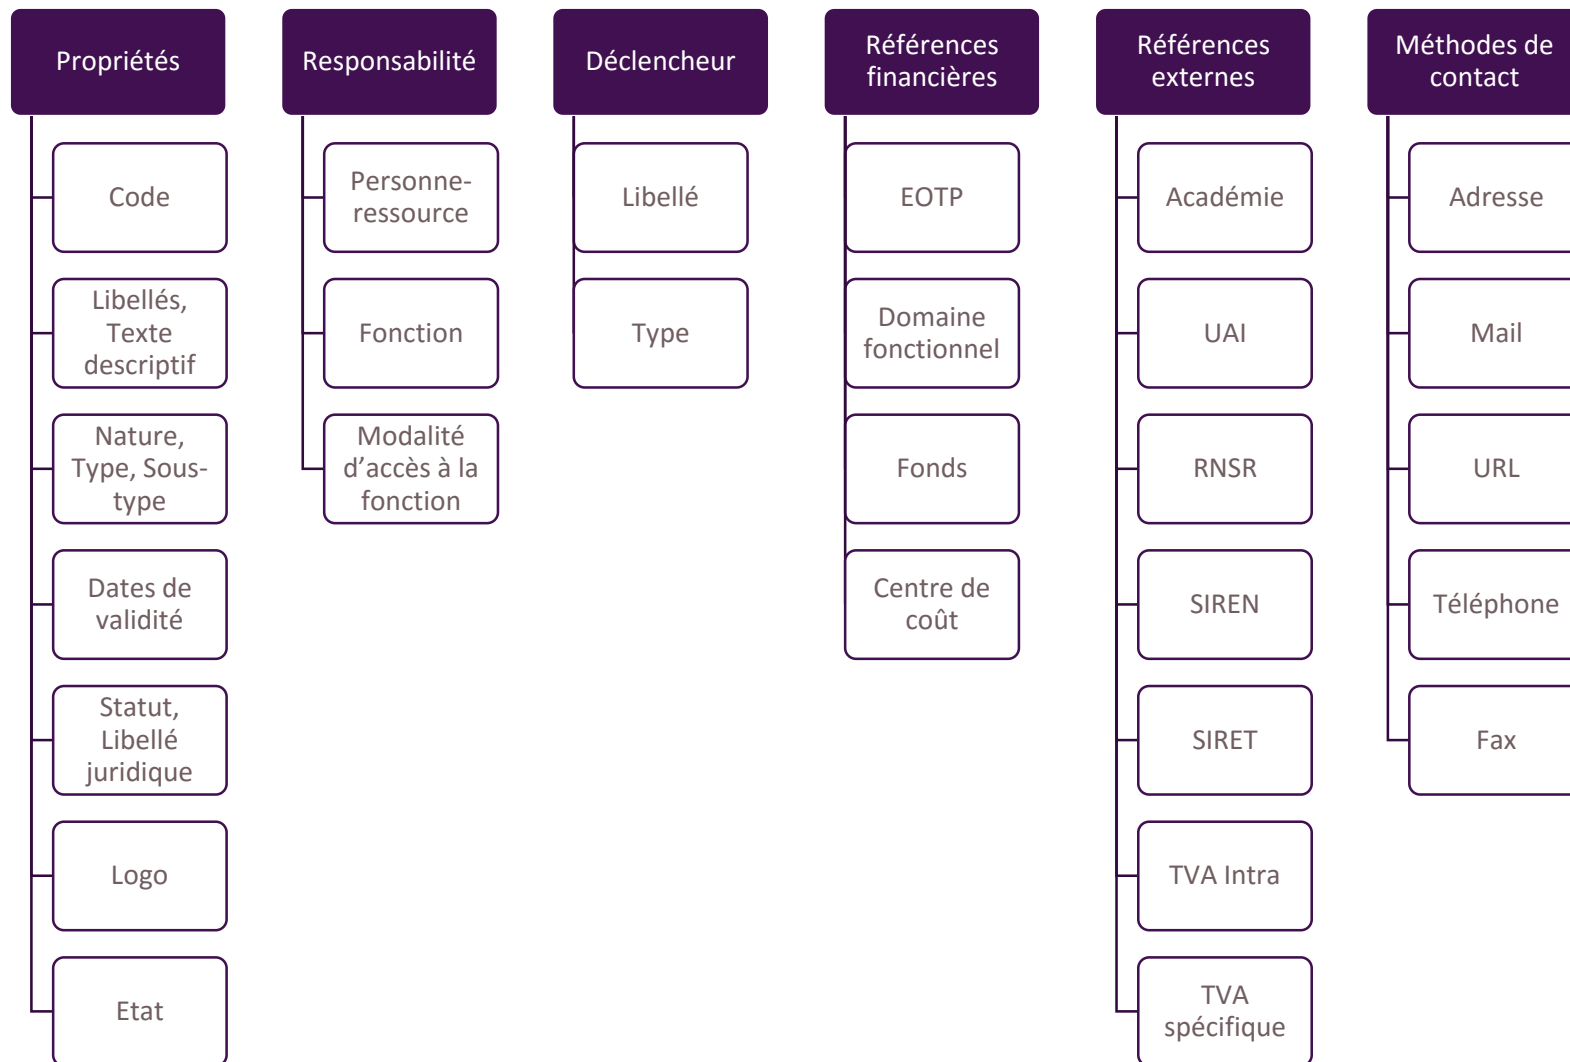 Propriétés
Code
Libellés,
Texte
descriptif
Nature,
Type, Sous-
type
Dates de
validité
Statut,
Libellé
juridique
Logo
Etat
Responsabilité
Personne-
ressource
Fonction
Modalité
d’accès à la
fonction
Déclencheur
Libellé
Type
Références
financières
EOTP
Domaine
fonctionnel
Fonds
Centre de
coût
Références
externes
Académie
UAI
RNSR
SIREN
SIRET
TVA Intra
TVA
spécifique
Méthodes de
contact
Adresse
Mail
URL
Téléphone
Fax